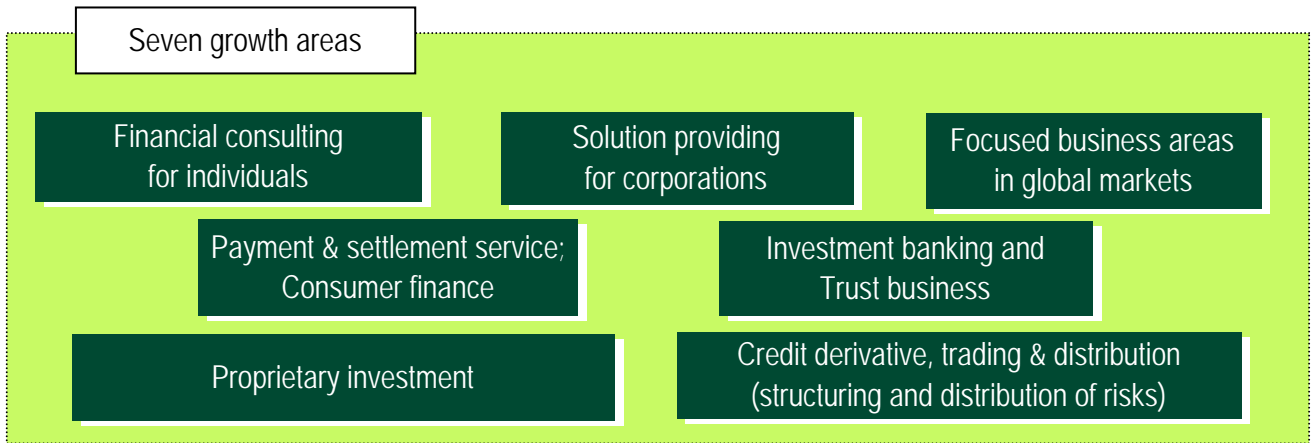 Seven growth areas
Financial consulting
for individuals
Solution providing
for corporations
Focused business areas
in global markets
Payment & settlement service;
Consumer finance
Investment banking and
Trust business
Proprietary investment
Credit derivative, trading & distribution
(structuring and distribution of risks)